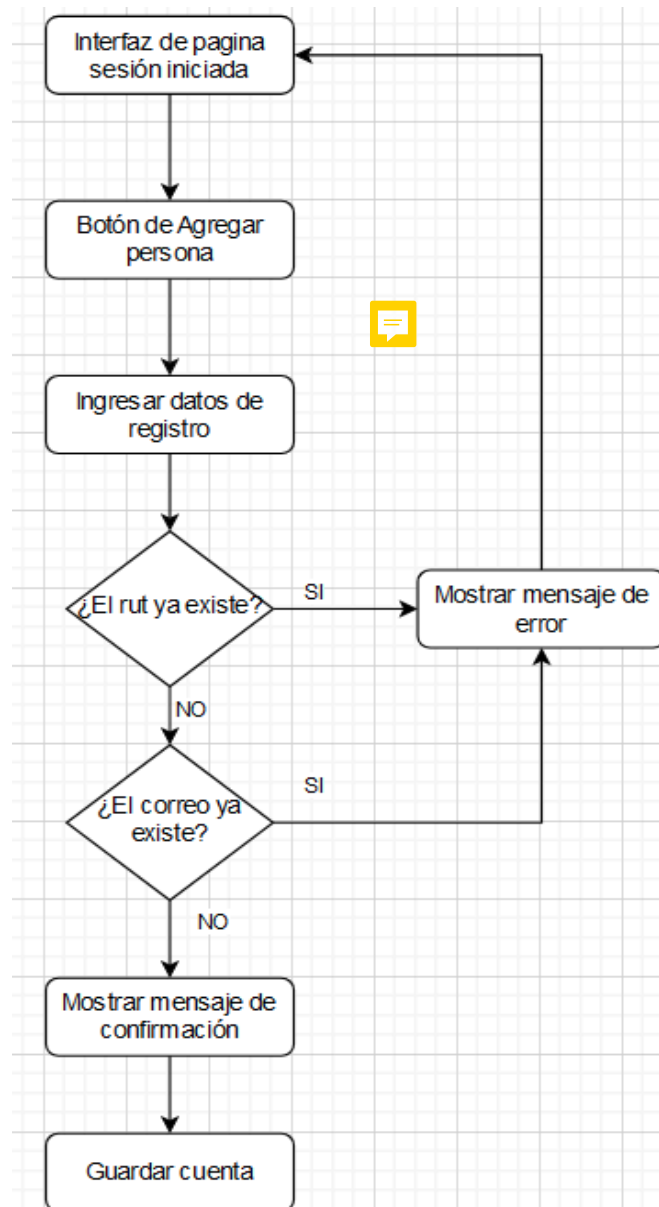 Interfaz de pagina
sesión iniciada
Botón de Agregar
persona
Ingresar datos de
registro
¿El rut ya existe?
SI
Mostrar mensaje de
error
NO
¿El correo ya
existe?
SI
NO
Mostrar mensaje de
confirmación
Guardar cuenta